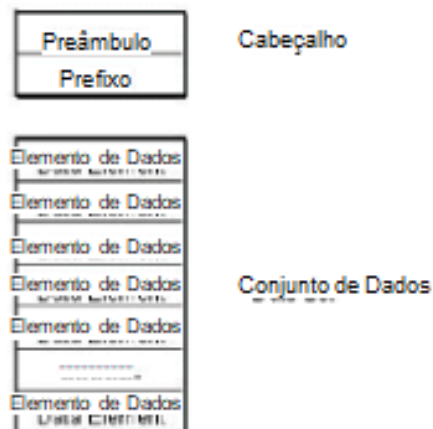 Preâmbulo
Prefixo
Cabeçalho
Elemento de Dados
Elemento de Dados
Elemento de Dados
Elemento de Dados
Elemento de Dados
----------
Elemento de Dados
Conjunto de Dados